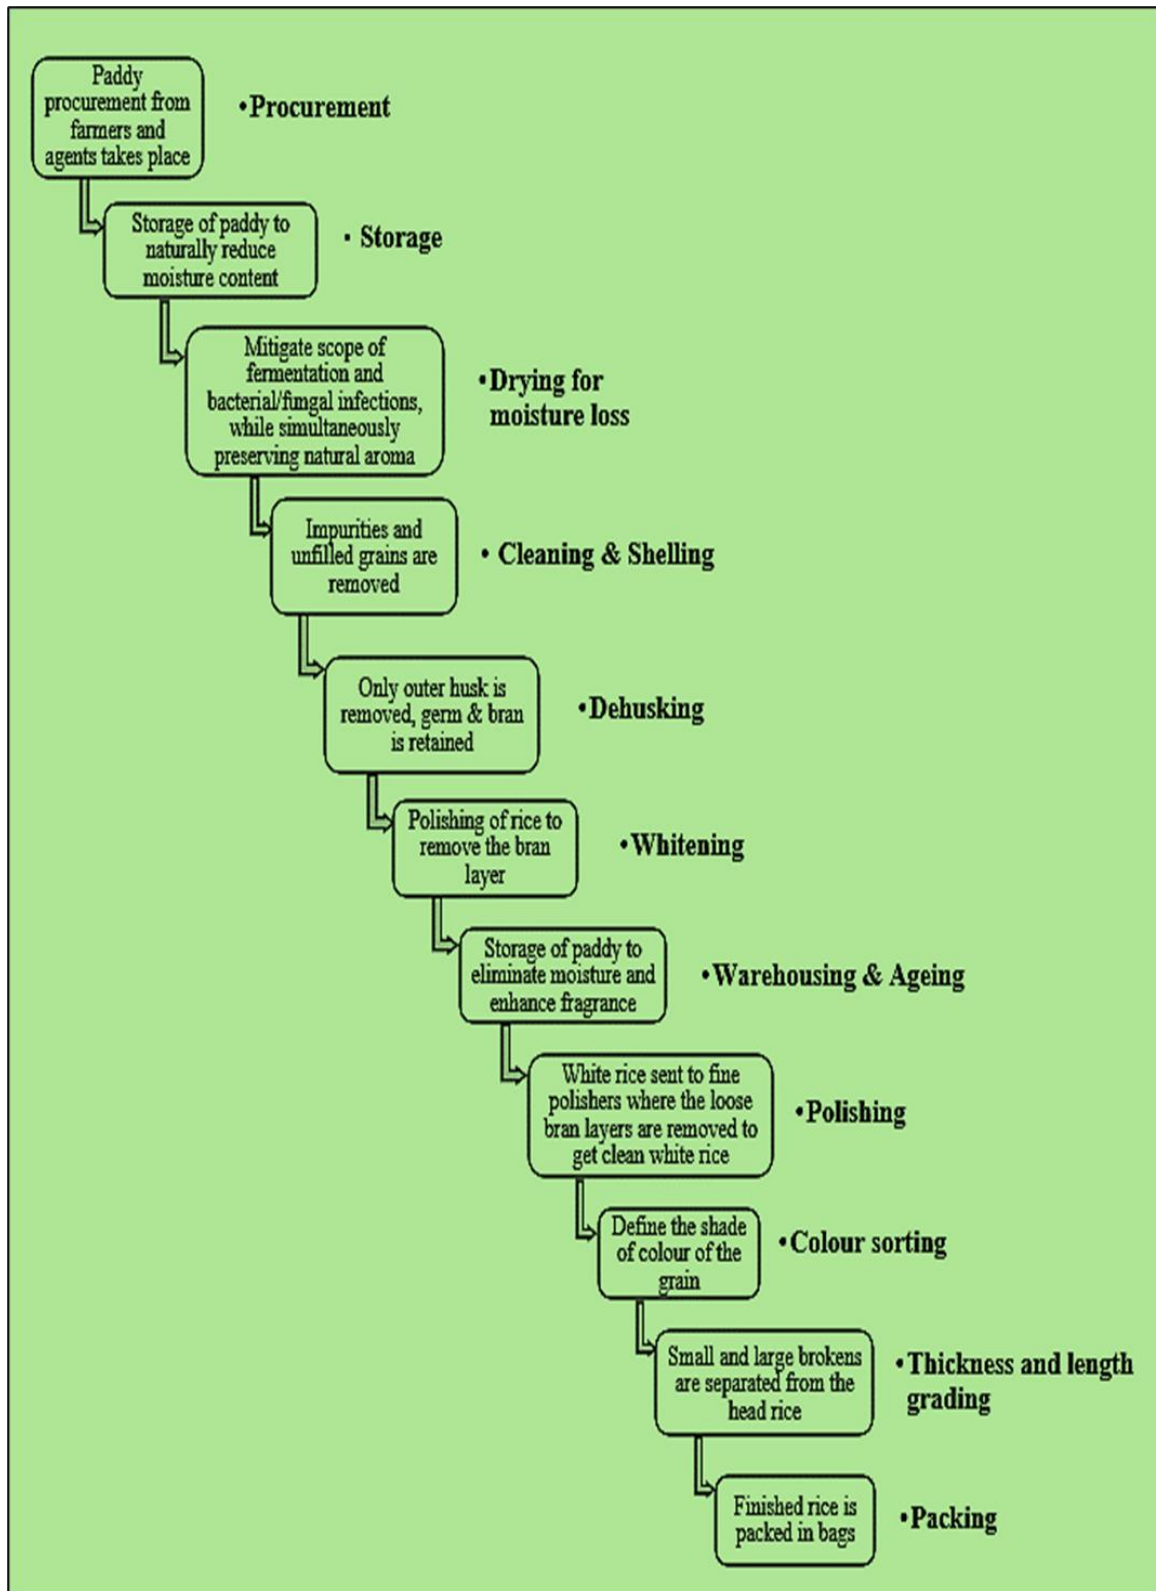 Paddy
procurement from
farmers and
agents takes place
•Procurement
Storage of paddy to
naturally reduce
moisture content
· Storage
Mitigate scope of
fermentation and
bacterial/fungal infections,
while simultaneously
preserving natural aroma
•Drying for
moisture loss
Impurities and
unfilled grains are
removed
• Cleaning & Shelling
Only outer husk is
removed, germ & bran
is retained
•Dehusking
Polishing of rice to
remove the bran
layer
•Whitening
Storage of paddy to
eliminate moisture and
enhance fragrance
•Warehousing & Ageing
White rice sent to fine
polishers where the loose
bran layers are removed to
get clean white rice
•Polishing
Define the shade
of colour of the
grain
•Colour sorting
Small and large brokens
are separated from the
head rice
•Thickness and length
grading
Finished rice is
packed in bags
•Packing